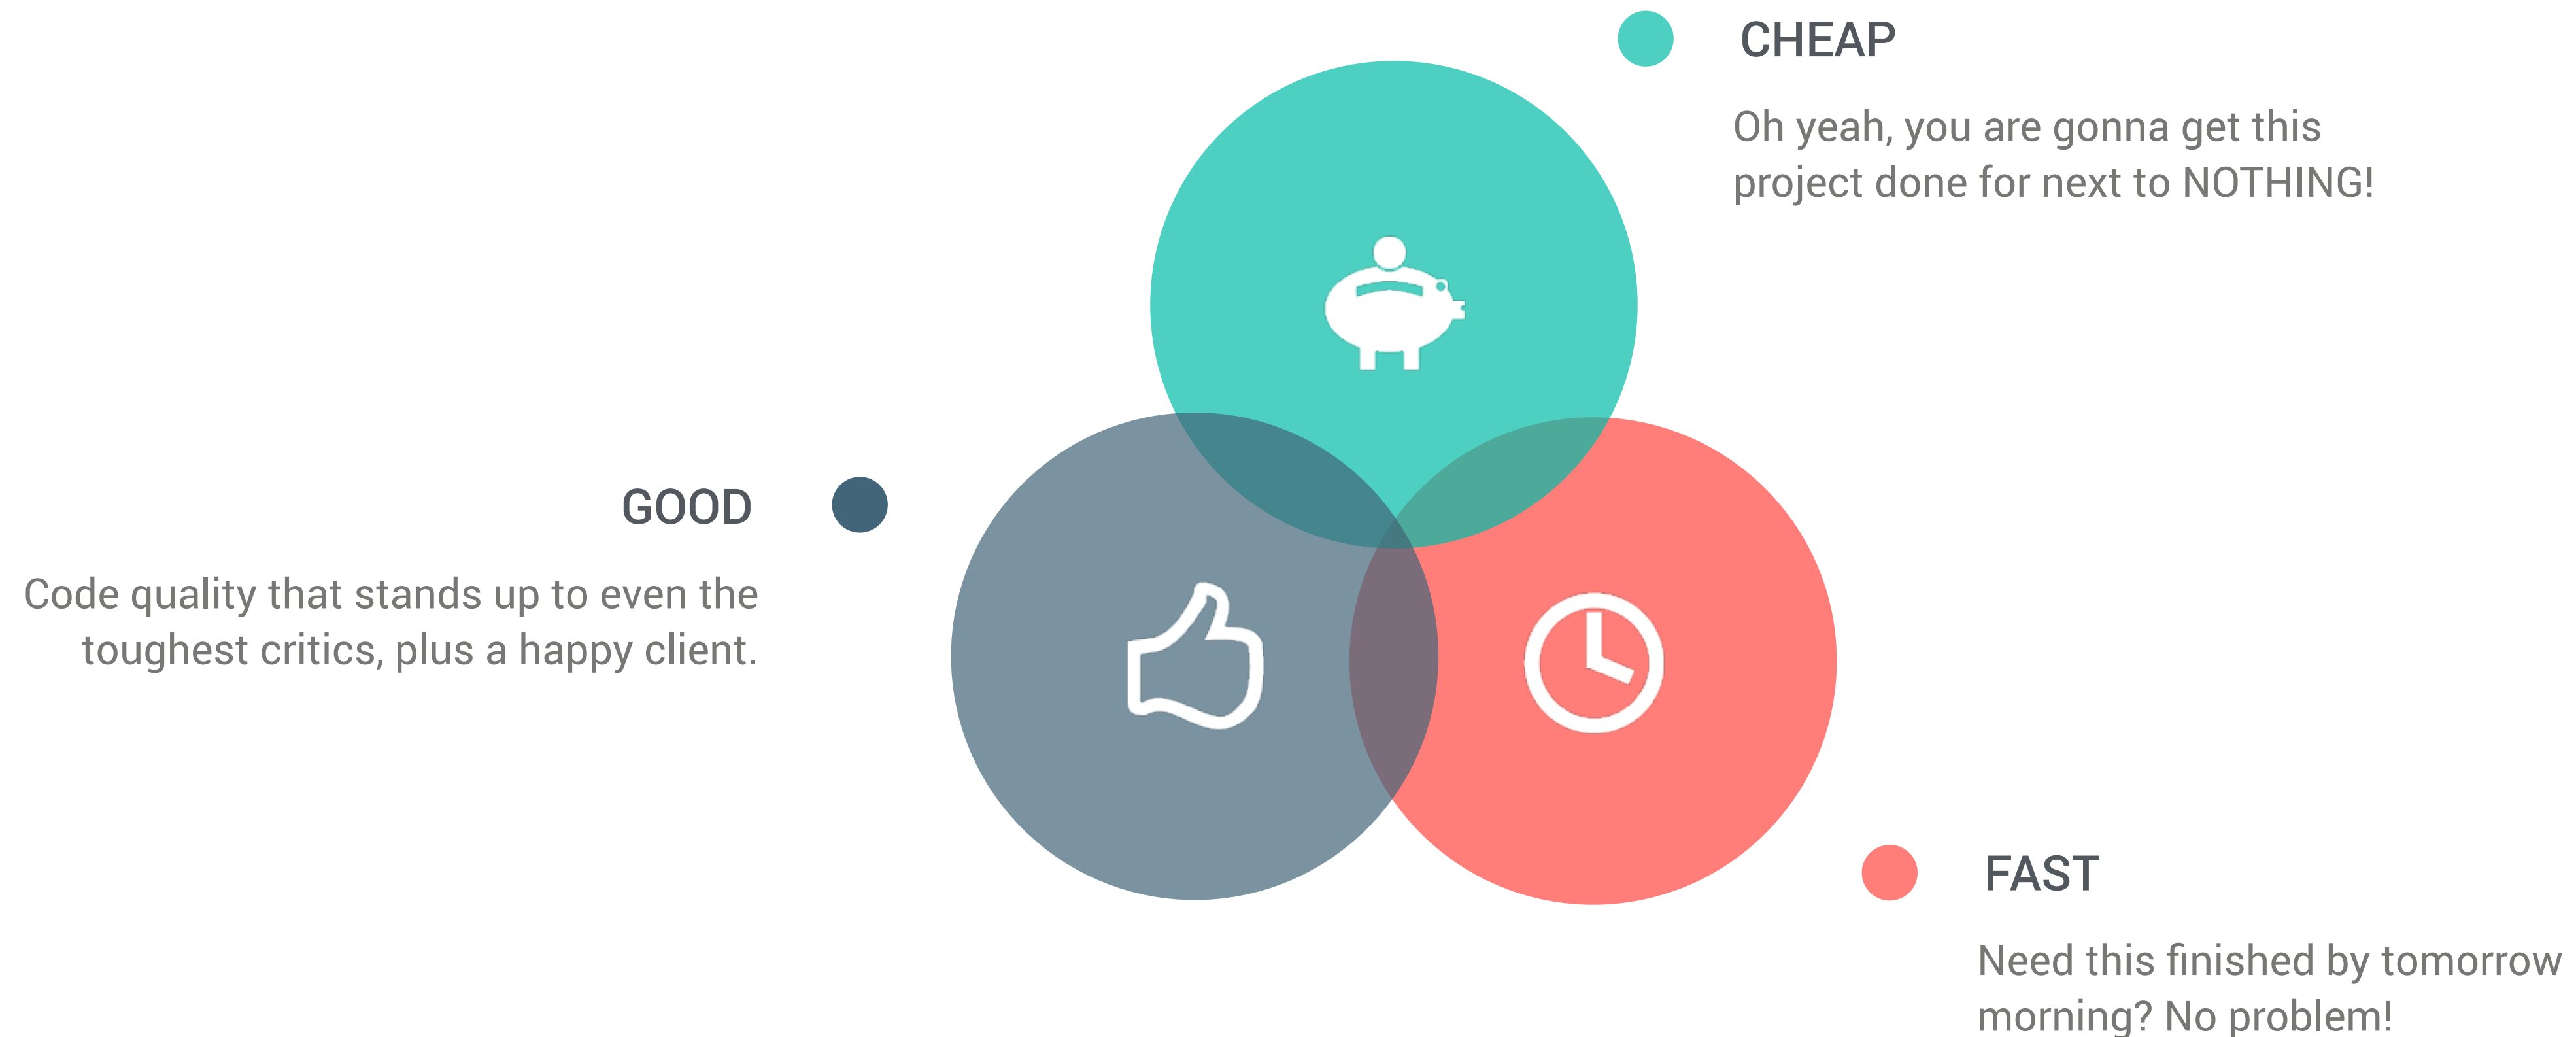 CHEAP
Oh yeah, you are gonna get this
project done for next to NOTHING!
GOOD
Code quality that stands up to even the
toughest critics, plus a happy client.
FAST
Need this finished by tomorrow
morning? No problem!